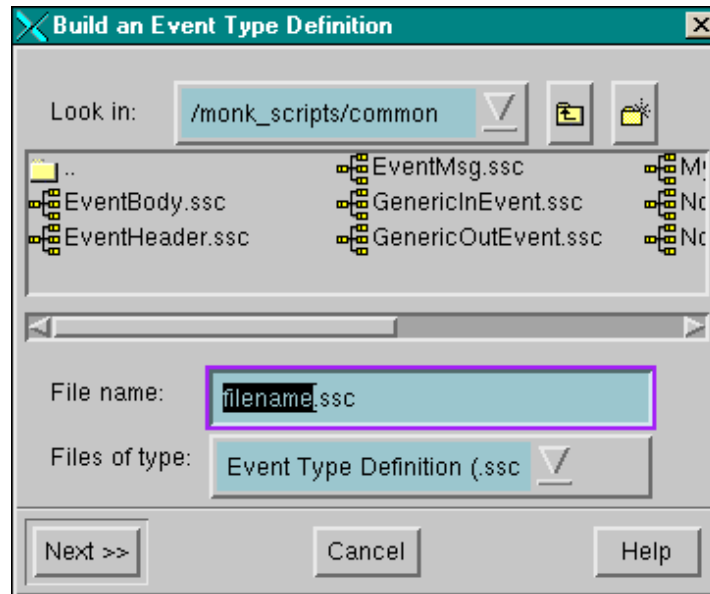 Build an Event Type Definition
Look in: /monk_scripts/common
.. EventMsg.ssc
EventBody.ssc GenericInEvent.ssc
EventHeader.ssc GenericOutEvent.ssc
File name: filename.ssc
Files of type: Event Type Definition (.ssc
Next >> Cancel Help